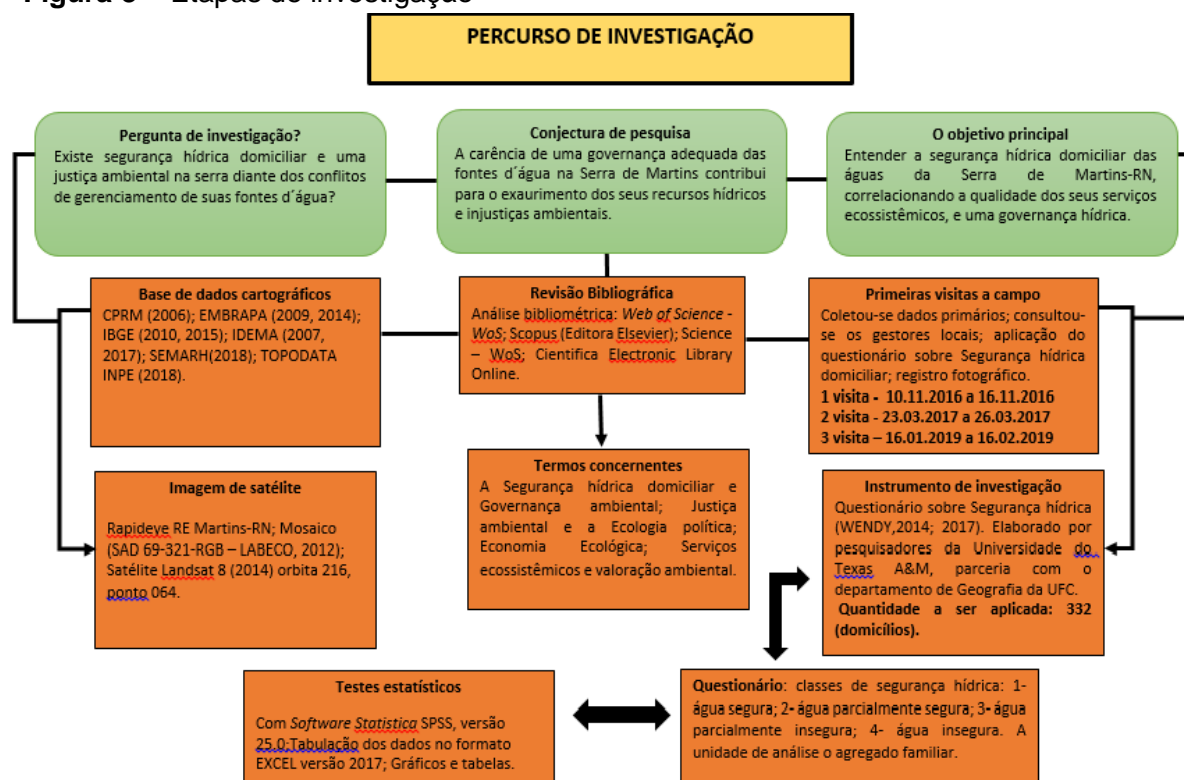 Figura 3 – Etapas de investigação
PERCURSO DE INVESTIGAÇÃO
Pergunta de investigação?
Existe segurança hídrica domiciliar e uma
justiça ambiental na serra diante dos conflitos
de gerenciamento de suas fontes d´água?
Conjectura de pesquisa
A carência de uma governança adequada das
fontes d´água na Serra de Martins contribui
para o exaurimento dos seus recursos hídricos
e injustiças ambientais.
O objetivo principal
Entender a segurança hídrica domiciliar das
águas da Serra de Martins-RN,
correlacionando a qualidade dos seus serviços
ecossistêmicos, e uma governança hídrica.
Base de dados cartográficos
CPRM (2006); EMBRAPA (2009, 2014);
IBGE (2010, 2015); IDEMA (2007,
2017); SEMARH(2018); TOPODATA
INPE (2018).
Revisão Bibliográfica
Análise bibliométrica: Web of Science -
WoS; Scopus (Editora Elsevier); Science
– WoS; Cientifica Electronic Library
Online.
Primeiras visitas a campo
Coletou-se dados primários; consultou-
se os gestores locais; aplicação do
questionário sobre Segurança hídrica
domiciliar; registro fotográfico.
1 visita - 10.11.2016 a 16.11.2016
2 visita - 23.03.2017 a 26.03.2017
3 visita – 16.01.2019 a 16.02.2019
Imagem de satélite
Rapideye RE Martins-RN; Mosaico
(SAD 69-321-RGB – LABECO, 2012);
Satélite Landsat 8 (2014) orbita 216,
ponto 064.
Termos concernentes
A Segurança hídrica domiciliar e
Governança ambiental; Justiça
ambiental e a Ecologia política;
Economia Ecológica; Serviços
ecossistêmicos e valoração ambiental.
Instrumento de investigação
Questionário sobre Segurança hídrica
(WENDY,2014; 2017). Elaborado por
pesquisadores da Universidade do
Texas A&M, parceria com o
departamento de Geografia da UFC.
Quantidade a ser aplicada: 332
(domicílios).
Testes estatísticos
Com Software Statistica SPSS, versão
25.0:Tabulação dos dados no formato
EXCEL versão 2017; Gráficos e tabelas.
Questionário: classes de segurança hídrica: 1-
água segura; 2- água parcialmente segura; 3- água
parcialmente insegura; 4- água insegura. A
unidade de análise o agregado familiar.